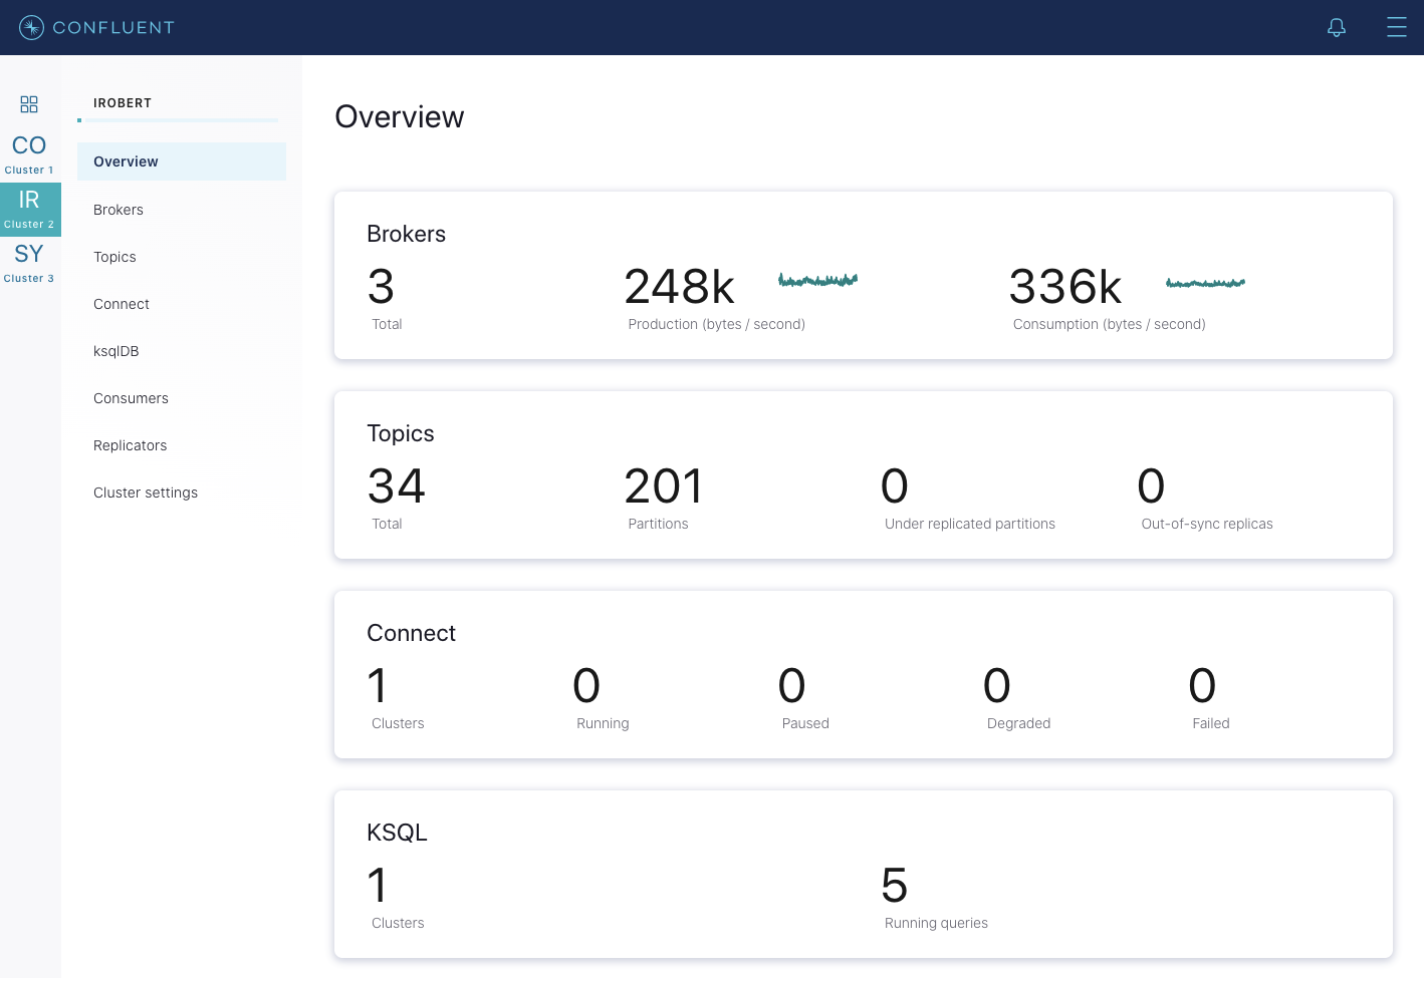 CONFLUENT
CO
Cluster 1
IR
Cluster 2
SY
Cluster 3
IROBERT
Overview
Brokers
Topics
Connect
ksqlDB
Consumers
Replicators
Cluster settings
Overview
Brokers
3 248k 336k
Total Production (bytes / second) Consumption (bytes / second)
Topics
34 201 0 0
Total Partitions Under replicated partitions Out-of-sync replicas
Connect
1 0 0 0 0
Clusters Running Paused Degraded Failed
KSQL
1 5
Clusters Running queries